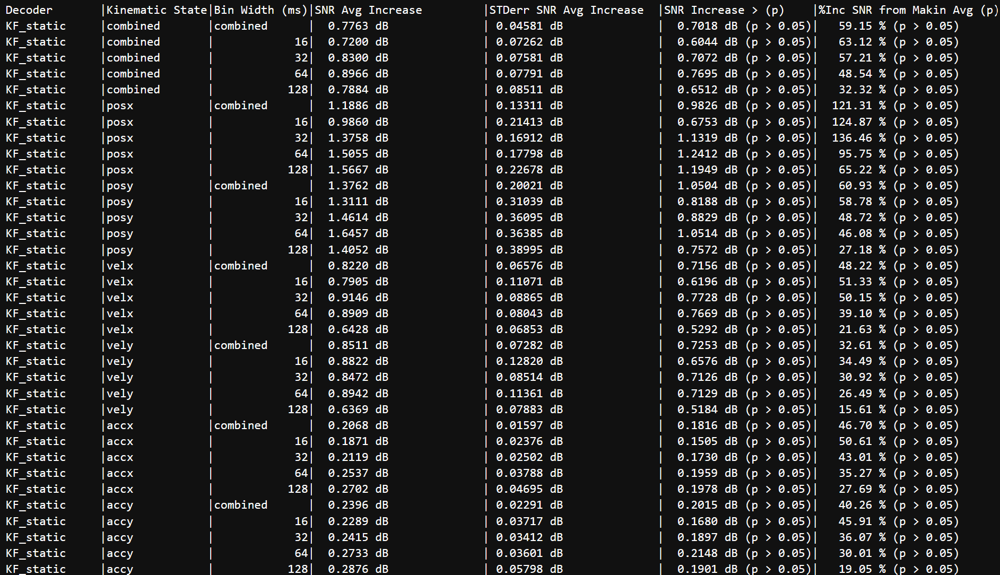 Decoder |Kinematic State|Bin Width (ms)|SNR Avg Increase |STDerr SNR Avg Increase |SNR Increase > (p) |%Inc SNR from Makin Avg (p)
KF_static |combined |combined | 0.7763 dB | 0.04581 dB | 0.7018 dB (p > 0.05)| 59.15 % (p > 0.05)
KF_static |combined | 16| 0.7200 dB | 0.07262 dB | 0.6044 dB (p > 0.05)| 63.12 % (p > 0.05)
KF_static |combined | 32| 0.8300 dB | 0.07581 dB | 0.7072 dB (p > 0.05)| 57.21 % (p > 0.05)
KF_static |combined | 64| 0.8966 dB | 0.07791 dB | 0.7695 dB (p > 0.05)| 48.54 % (p > 0.05)
KF_static |combined | 128| 0.7884 dB | 0.08511 dB | 0.6512 dB (p > 0.05)| 32.32 % (p > 0.05)
KF_static |posx |combined | 1.1886 dB | 0.13311 dB | 0.9826 dB (p > 0.05)| 121.31 % (p > 0.05)
KF_static |posx | 16| 0.9860 dB | 0.21413 dB | 0.6753 dB (p > 0.05)| 124.87 % (p > 0.05)
KF_static |posx | 32| 1.3758 dB | 0.16912 dB | 1.1319 dB (p > 0.05)| 136.46 % (p > 0.05)
KF_static |posx | 64| 1.5055 dB | 0.17798 dB | 1.2412 dB (p > 0.05)| 95.75 % (p > 0.05)
KF_static |posx | 128| 1.5667 dB | 0.22678 dB | 1.1949 dB (p > 0.05)| 65.22 % (p > 0.05)
KF_static |posy |combined | 1.3762 dB | 0.20021 dB | 1.0504 dB (p > 0.05)| 60.93 % (p > 0.05)
KF_static |posy | 16| 1.3111 dB | 0.31039 dB | 0.8188 dB (p > 0.05)| 58.78 % (p > 0.05)
KF_static |posy | 32| 1.4614 dB | 0.36095 dB | 0.8829 dB (p > 0.05)| 48.72 % (p > 0.05)
KF_static |posy | 64| 1.6457 dB | 0.36385 dB | 1.0514 dB (p > 0.05)| 46.08 % (p > 0.05)
KF_static |posy | 128| 1.4052 dB | 0.38995 dB | 0.7572 dB (p > 0.05)| 27.18 % (p > 0.05)
KF_static |velx |combined | 0.8220 dB | 0.06576 dB | 0.7156 dB (p > 0.05)| 48.22 % (p > 0.05)
KF_static |velx | 16| 0.7905 dB | 0.11071 dB | 0.6196 dB (p > 0.05)| 51.33 % (p > 0.05)
KF_static |velx | 32| 0.9146 dB | 0.08865 dB | 0.7728 dB (p > 0.05)| 50.15 % (p > 0.05)
KF_static |velx | 64| 0.8909 dB | 0.08043 dB | 0.7669 dB (p > 0.05)| 39.10 % (p > 0.05)
KF_static |velx | 128| 0.6428 dB | 0.06853 dB | 0.5292 dB (p > 0.05)| 21.63 % (p > 0.05)
KF_static |vely |combined | 0.8511 dB | 0.07282 dB | 0.7253 dB (p > 0.05)| 32.61 % (p > 0.05)
KF_static |vely | 16| 0.8822 dB | 0.12820 dB | 0.6576 dB (p > 0.05)| 34.49 % (p > 0.05)
KF_static |vely | 32| 0.8472 dB | 0.08514 dB | 0.7126 dB (p > 0.05)| 30.92 % (p > 0.05)
KF_static |vely | 64| 0.8942 dB | 0.11361 dB | 0.7129 dB (p > 0.05)| 26.49 % (p > 0.05)
KF_static |vely | 128| 0.6369 dB | 0.07883 dB | 0.5184 dB (p > 0.05)| 15.61 % (p > 0.05)
KF_static |accx |combined | 0.2068 dB | 0.01597 dB | 0.1816 dB (p > 0.05)| 46.70 % (p > 0.05)
KF_static |accx | 16| 0.1871 dB | 0.02376 dB | 0.1505 dB (p > 0.05)| 50.61 % (p > 0.05)
KF_static |accx | 32| 0.2119 dB | 0.02502 dB | 0.1730 dB (p > 0.05)| 43.01 % (p > 0.05)
KF_static |accx | 64| 0.2537 dB | 0.03788 dB | 0.1959 dB (p > 0.05)| 35.27 % (p > 0.05)
KF_static |accx | 128| 0.2702 dB | 0.04695 dB | 0.1978 dB (p > 0.05)| 27.69 % (p > 0.05)
KF_static |accy |combined | 0.2396 dB | 0.02291 dB | 0.2015 dB (p > 0.05)| 40.26 % (p > 0.05)
KF_static |accy | 16| 0.2289 dB | 0.03717 dB | 0.1680 dB (p > 0.05)| 45.91 % (p > 0.05)
KF_static |accy | 32| 0.2415 dB | 0.03412 dB | 0.1897 dB (p > 0.05)| 36.07 % (p > 0.05)
KF_static |accy | 64| 0.2733 dB | 0.03601 dB | 0.2148 dB (p > 0.05)| 30.01 % (p > 0.05)
KF_static |accy | 128| 0.2876 dB | 0.05798 dB | 0.1901 dB (p > 0.05)| 19.05 % (p > 0.05)